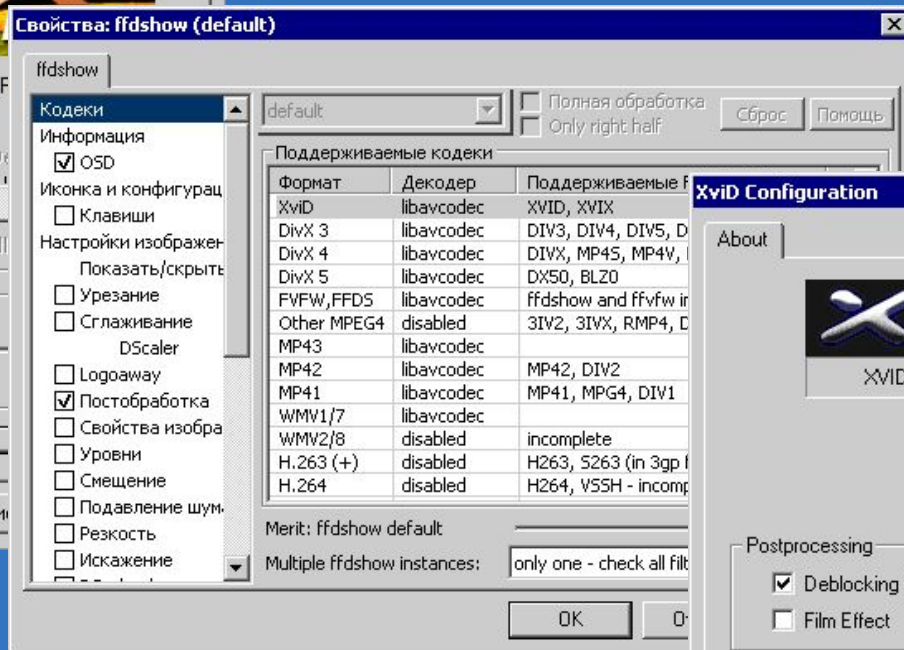 Свойства: ffdshow (default)
ffdshow
Кодеки
Информация
OSD
Иконка и конфигурац
Клавиши
Настройки изображен
Показать/скрыть
Урезание
Сглаживание
DScaler
Logoaway
Постобработка
Свойства изобра
Уровни
Смещение
Подавление шум
Резкость
Искажение
default
Полная обработка
Only right half
Сброс Помощь
Поддерживаемые кодеки
Формат Декодер Поддерживаемые F
XviD libavcodec XVID, XVIX
DivX 3 libavcodec DIV3, DIV4, DIV5, D
DivX 4 libavcodec DIVX, MP4S, MP4V,
DivX 5 libavcodec DX50, BLZ0
FVFW,FFDS libavcodec ffdshow and ffvfw in
Other MPEG4 disabled 3IV2, 3IVX, RMP4, D
MP43 libavcodec
MP42 libavcodec MP42, DIV2
MP41 libavcodec MP41, MPG4, DIV1
WMV1/7 libavcodec
WMV2/8 disabled incomplete
H.263 (+) disabled H263, S263 (in 3gp f
H.264 disabled H264, VSSH - incomp
Merit: ffdshow default
Multiple ffdshow instances: only one - check all filt
OK От
XviD Configuration
About
XVID
Postprocessing
Deblocking
Film Effect